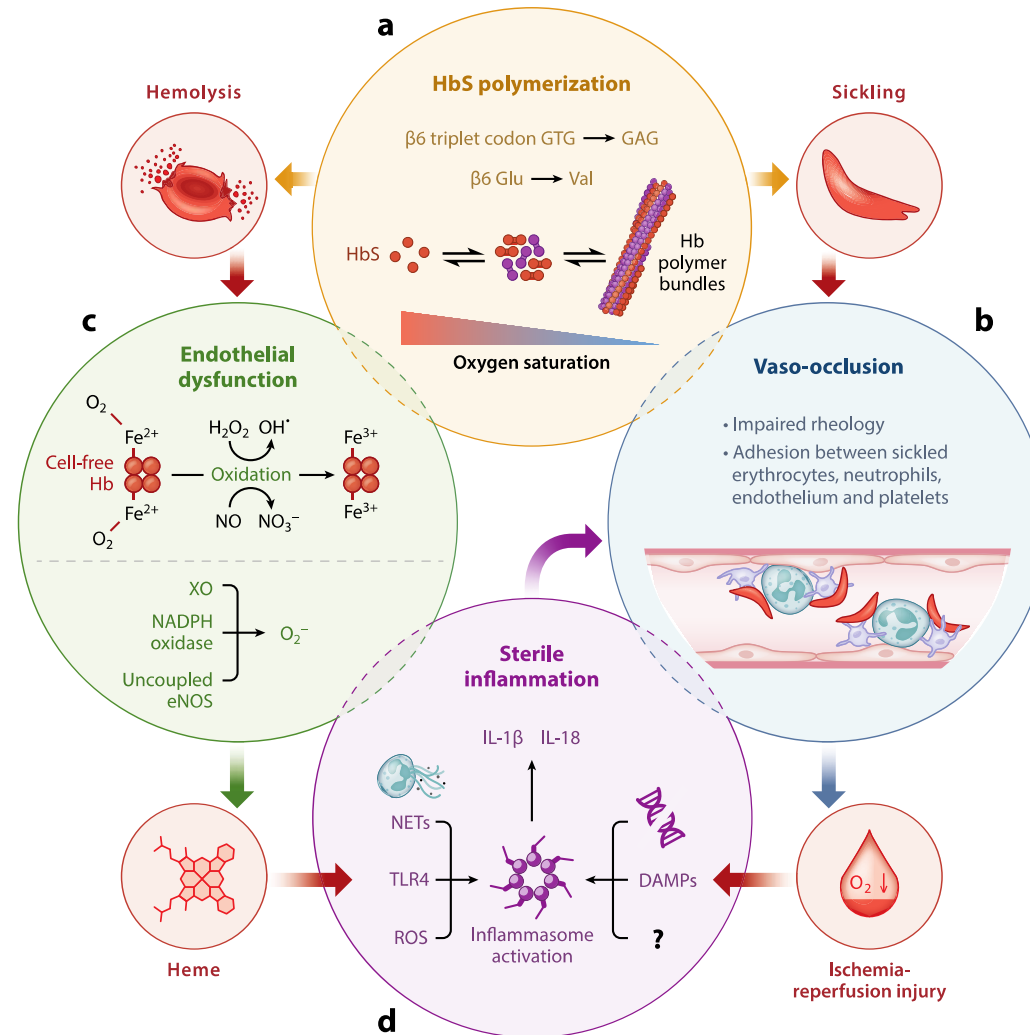 a
HbS polymerization
β6 triplet codon GTG → GAG
β6 Glu → Val
HbS
Hb
polymer
bundles
Oxygen saturation
Hemolysis
Sickling
c
Endothelial
dysfunction
O₂
Fe²⁺
Cell-free
Hb
Fe²⁺
O₂
H₂O₂ OH•
Oxidation
NO NO₃⁻
Fe³⁺
Fe³⁺
XO
NADPH
oxidase
Uncoupled
eNOS
O₂⁻
b
Vaso-occlusion
• Impaired rheology
• Adhesion between sickled
erythrocytes, neutrophils,
endothelium and platelets
Sterile
inflammation
IL-1β IL-18
NETs
TLR4
ROS
Inflammasome
activation
DAMPs
?
d
Heme
O₂ ↓
Ischemia-
reperfusion injury